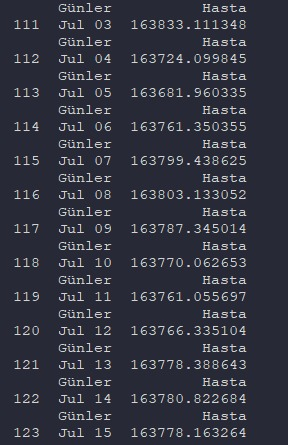 Günler Hasta
111 Jul 03 163833.111348
Günler Hasta
112 Jul 04 163724.099845
Günler Hasta
113 Jul 05 163681.960335
Günler Hasta
114 Jul 06 163761.350355
Günler Hasta
115 Jul 07 163799.438625
Günler Hasta
116 Jul 08 163803.133052
Günler Hasta
117 Jul 09 163787.345014
Günler Hasta
118 Jul 10 163770.062653
Günler Hasta
119 Jul 11 163761.055697
Günler Hasta
120 Jul 12 163766.335104
Günler Hasta
121 Jul 13 163778.388643
Günler Hasta
122 Jul 14 163780.822684
Günler Hasta
123 Jul 15 163778.163264